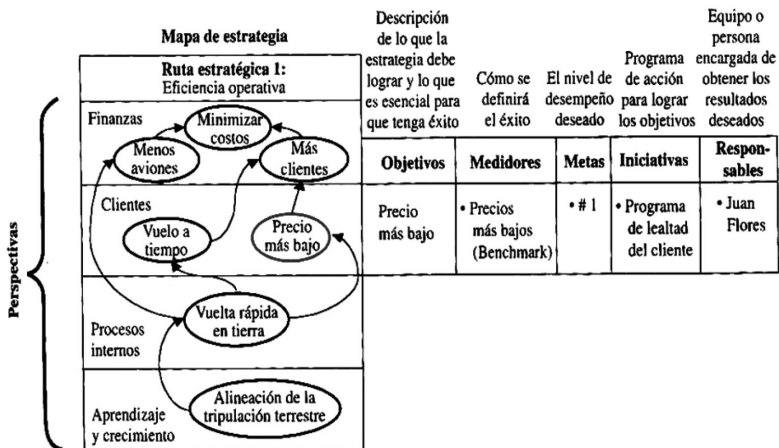 Mapa de estrategia
Ruta estratégica 1:
Eficiencia operativa
Descripción
de lo que la
estrategia debe
lograr y lo que
es esencial para
que tenga éxito
Cómo se
definirá
el éxito
El nivel de
desempeño
deseado
Programa
de acción
para lograr
los objetivos
Equipo o
persona
encargada de
obtener los
resultados
deseados
Perspectivas
Finanzas
Minimizar
costos
Menos
aviones
Más
clientes
Objetivos
Medidores
Metas
Iniciativas
Respon-
sables
Clientes
Vuelo a
tiempo
Precio
más bajo
Precio
más bajo
• Precios
más bajos
(Benchmark)
• # 1
• Programa
de lealtad
del cliente
• Juan
Flores
Procesos
internos
Vuelta rápida
en tierra
Aprendizaje
y crecimiento
Alineación de la
tripulación terrestre